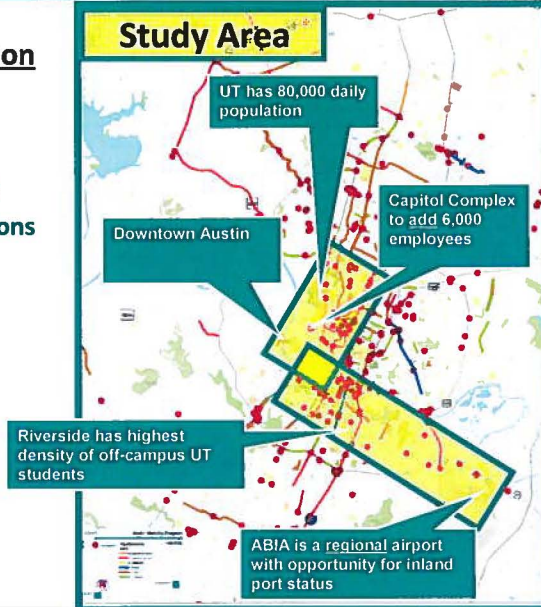 on
ons
Study Area
UT has 80,000 daily
population
Capitol Complex
to add 6,000
employees
Downtown Austin
Riverside has highest
density of off-campus UT
students
ABIA is a regional airport
with opportunity for inland
port status